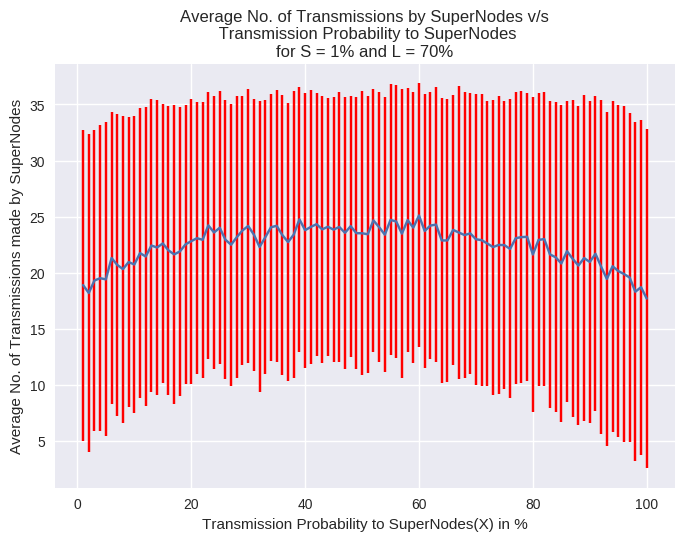 Average No. of Transmissions by SuperNodes v/s
Transmission Probability to SuperNodes
for S = 1% and L = 70%
Average No. of Transmissions made by SuperNodes
35
30
25
20
15
10
5
0
20
40
60
80
100
Transmission Probability to SuperNodes(X) in %